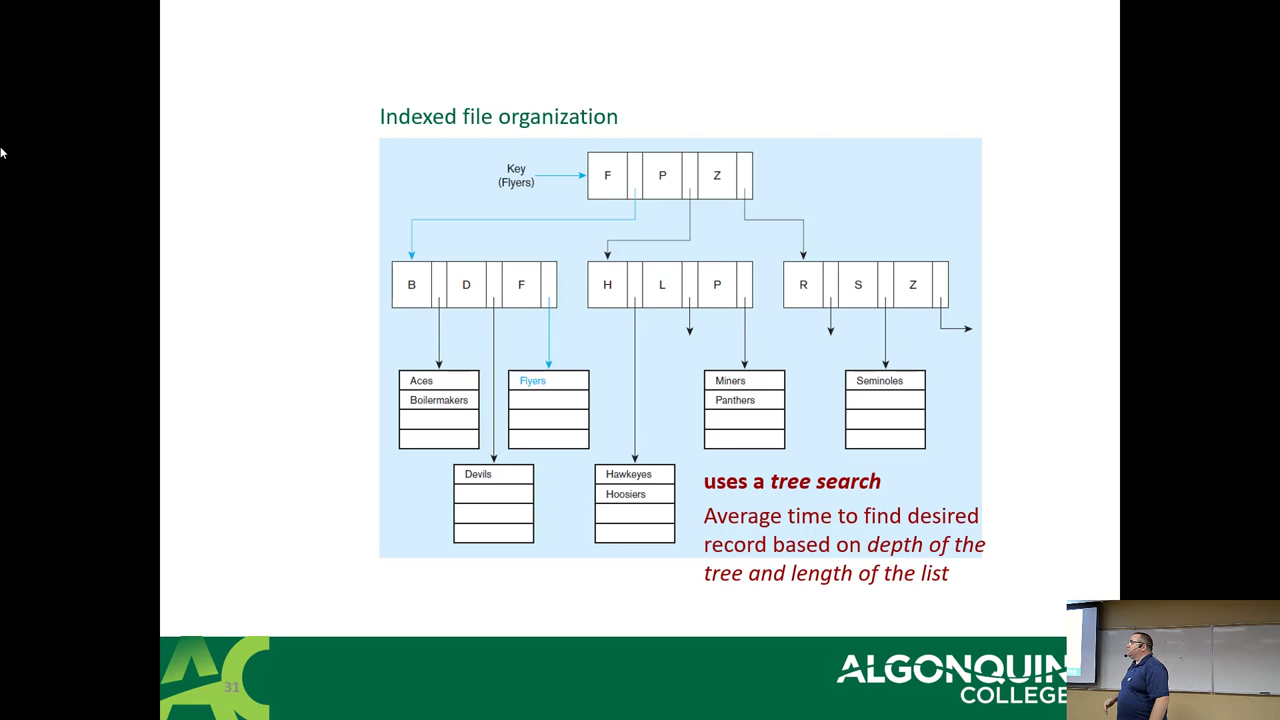 Indexed file organization
Key
(Flyers)
F P Z
B D F H L P R S Z
Aces
Boilermakers
Flyers
Miners
Panthers
Seminoles
Devils
Hawkeyes
Hoosiers
uses a tree search
Average time to find desired
record based on depth of the
tree and length of the list
31
AC
ALGONQUIN
COLLEGE